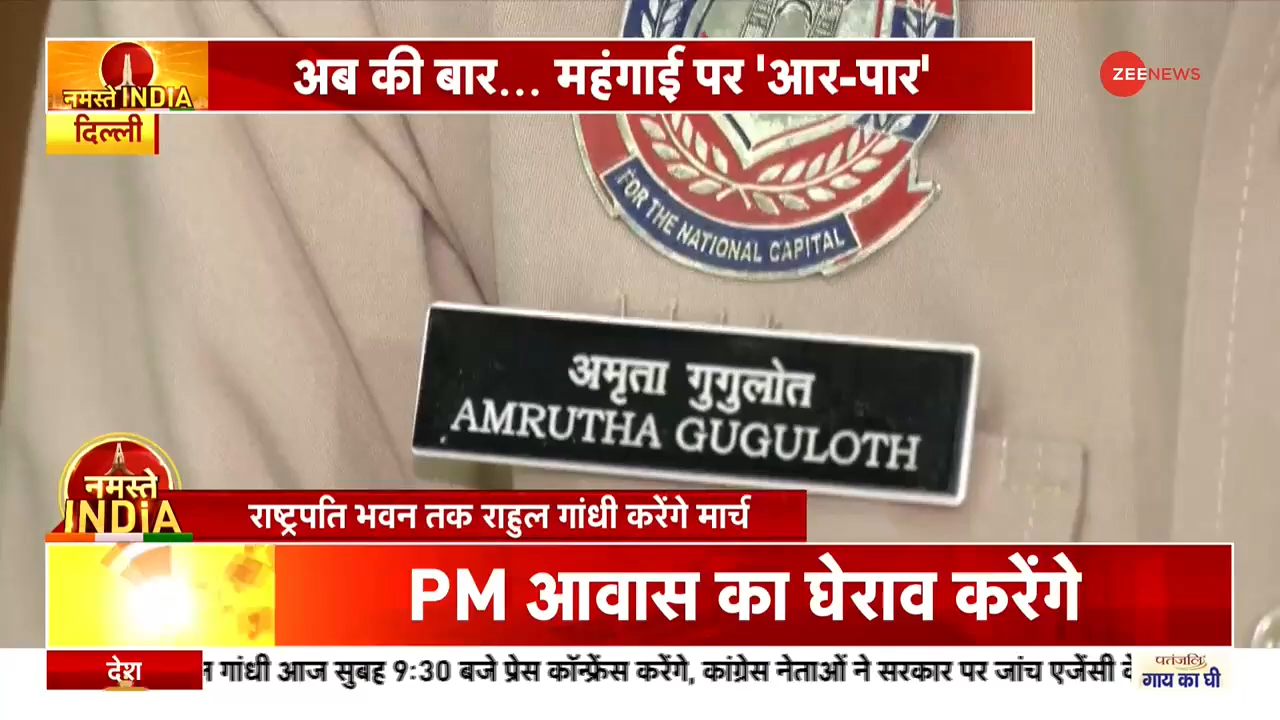 अब की बार... महंगाई पर 'आर-पार'
ZEENEWS
नमस्ते INDIA
दिल्ली
FOR THE NATIONAL CAPITAL
अमृता गुगुलोत
AMRUTHA GUGULOTH
नमस्ते
INDIA
राष्ट्रपति भवन तक राहुल गांधी करेंगे मार्च
PM आवास का घेराव करेंगे
देश
गांधी आज सुबह 9:30 बजे प्रेस कॉन्फ्रेंस करेंगे, कांग्रेस नेताओं ने सरकार पर जांच एजेंसी
पतंजलि
गाय का घी